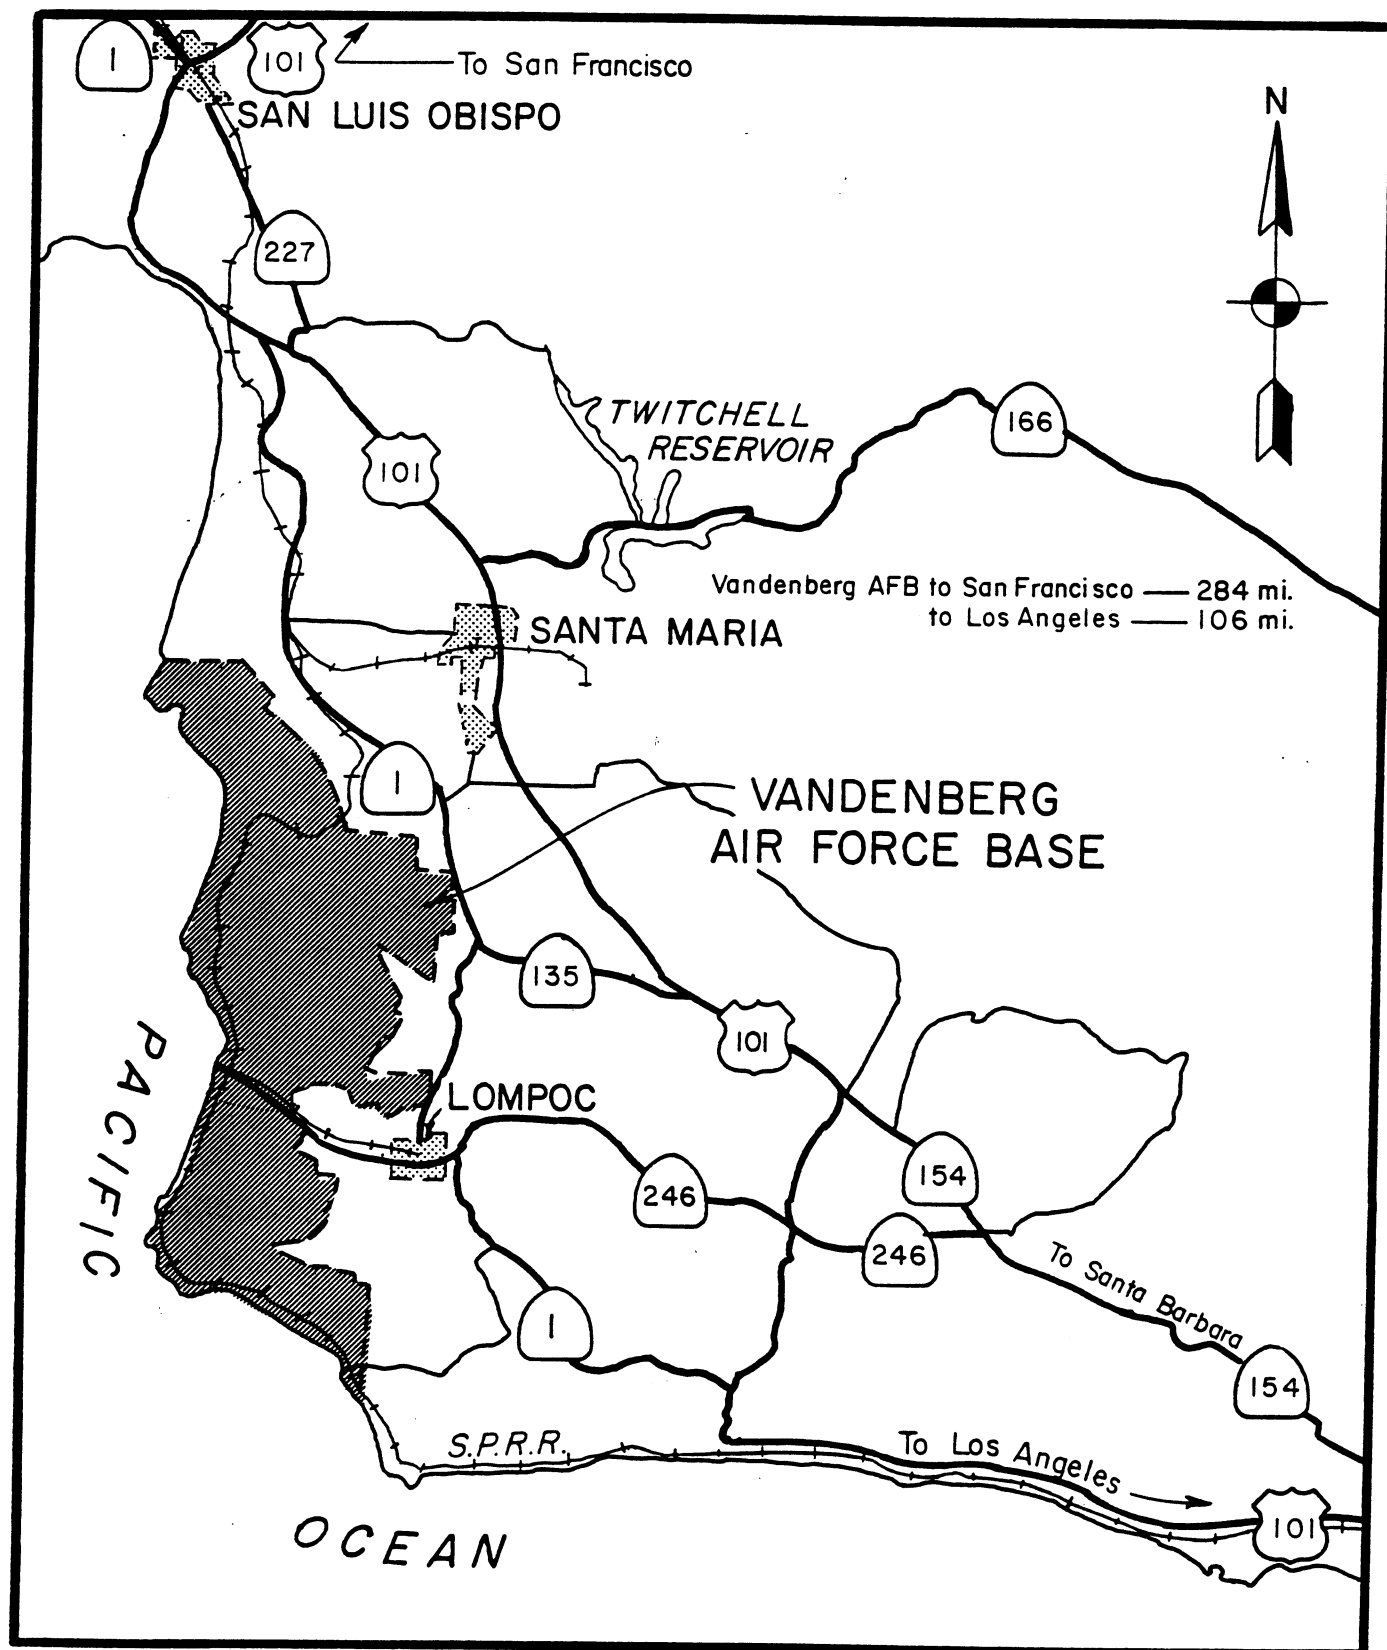 1
101
To San Francisco
SAN LUIS OBISPO
N
227
TWITCHELL
RESERVOIR
166
101
Vandenberg AFB to San Francisco — 284 mi.
to Los Angeles — 106 mi.
SANTA MARIA
1
VANDENBERG
AIR FORCE BASE
135
101
PACIFIC
LOMPOC
154
246
246
To Santa Barbara
1
154
S.P.R.R.
To Los Angeles
101
OCEAN